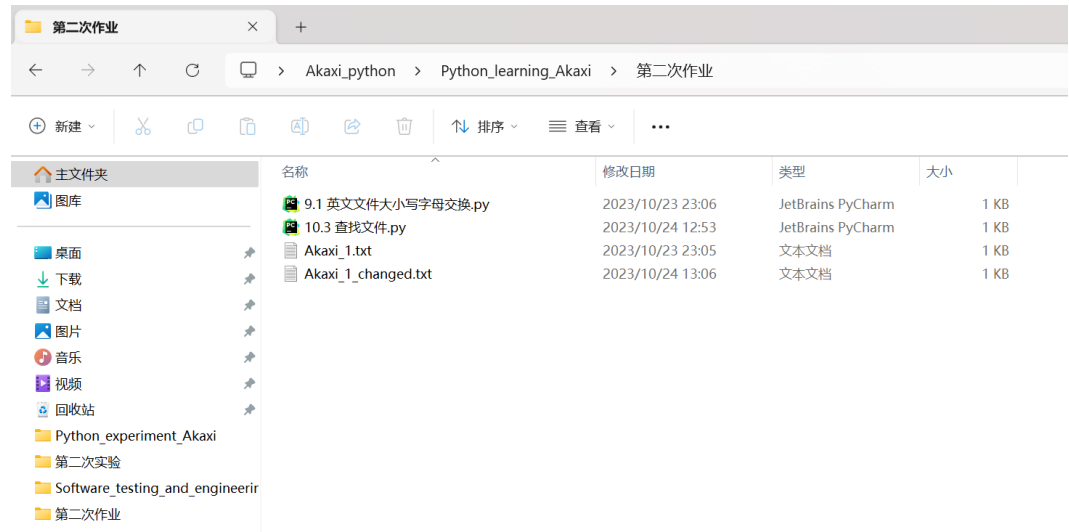 第二次作业
Akaxi_python > Python_learning_Akaxi > 第二次作业
新建 排序 查看
主文件夹
图库
桌面
下载
文档
图片
音乐
视频
回收站
Python_experiment_Akaxi
第二次实验
Software_testing_and_engineerir
第二次作业
名称 修改日期 类型 大小
9.1 英文文件大小写字母交换.py 2023/10/23 23:06 JetBrains PyCharm 1 KB
10.3 查找文件.py 2023/10/24 12:53 JetBrains PyCharm 1 KB
Akaxi_1.txt 2023/10/23 23:05 文本文档 1 KB
Akaxi_1_changed.txt 2023/10/24 13:06 文本文档 1 KB